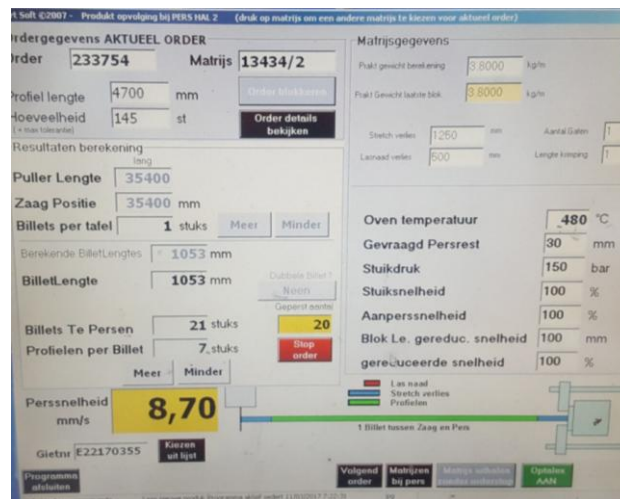 rt Soft ©2007 - Produkt opvolging bij PERS HAL 2 (druk op matrijs om een andere matrijs te kiezen voor aktueel order)
rdergegevens AKTUEEL ORDER
rder 233754 Matrijs 13434/2
rofiel lengte 4700 mm Order blokkeren
Hoeveelheid 145 st Order details bekijken
(+ max tolerantie)
Resultaten berekening
lang
Puller Lengte 35400
Zaag Positie 35400 mm
Billets per tafel 1 stuks Meer Minder
Berekende BilletLengtes 1053 mm
BilletLengte 1053 mm
Dubbele Billet?
Neen
Geperst aantal
Billets Te Persen 21 stuks 20
Profielen per Billet 7 stuks Stop order
Meer Minder
Perssnelheid mm/s 8,70
Gietnr E22170355 Kiezen uit lijst
Programma afsluiten
Matrijsgegevens
Prakt gewicht berekening 3.8000 kg/m
Prakt Gewicht laatste blok 3.8000 kg/m
Stretch verlies 1250 mm Aantal Gaten 1
Lasnaad verlies 500 mm Lengte kimping 1
Oven temperatuur 480 °C
Gevraagd Persrest 30 mm
Stuikdruk 150 bar
Stuiksnelheid 100 %
Aanperssnelheid 100 %
Blok Le. gereduc. snelheid 100 mm
gereduceerde snelheid 100 %
Las naad
Stretch verlies
Profielen
1 Billet tussen Zaag en Pers
Volgend order Matrijzen bij pers Optales AAN